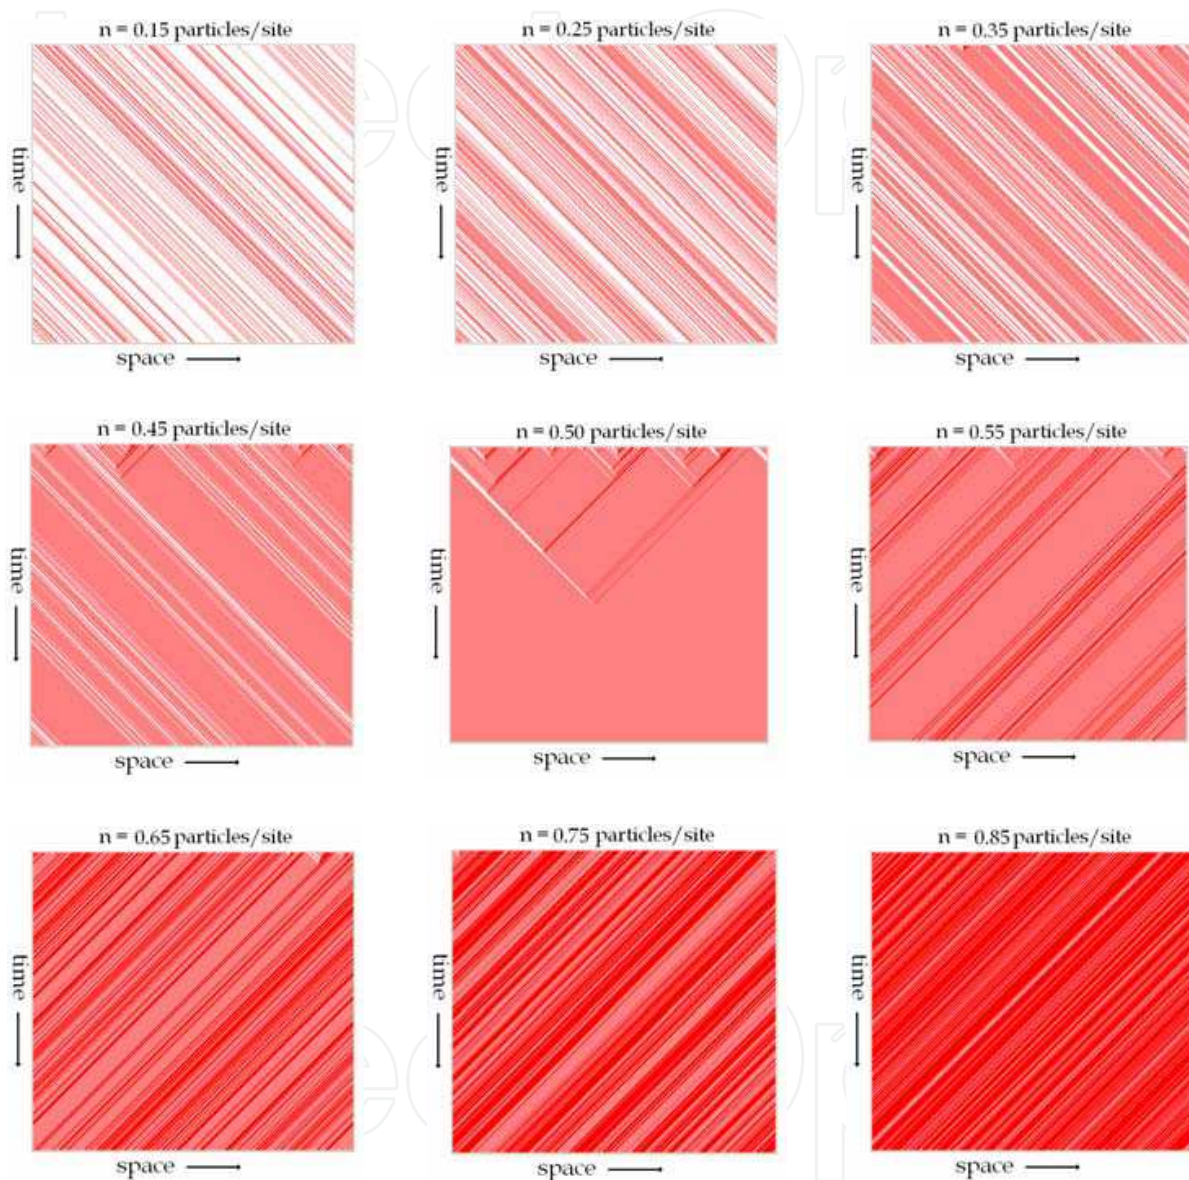 n = 0.15 particles/site
n = 0.25 particles/site
n = 0.35 particles/site
time
time
time
space
space
space
n = 0.45 particles/site
n = 0.50 particles/site
n = 0.55 particles/site
time
time
time
space
space
space
n = 0.65 particles/site
n = 0.75 particles/site
n = 0.85 particles/site
time
time
time
space
space
space